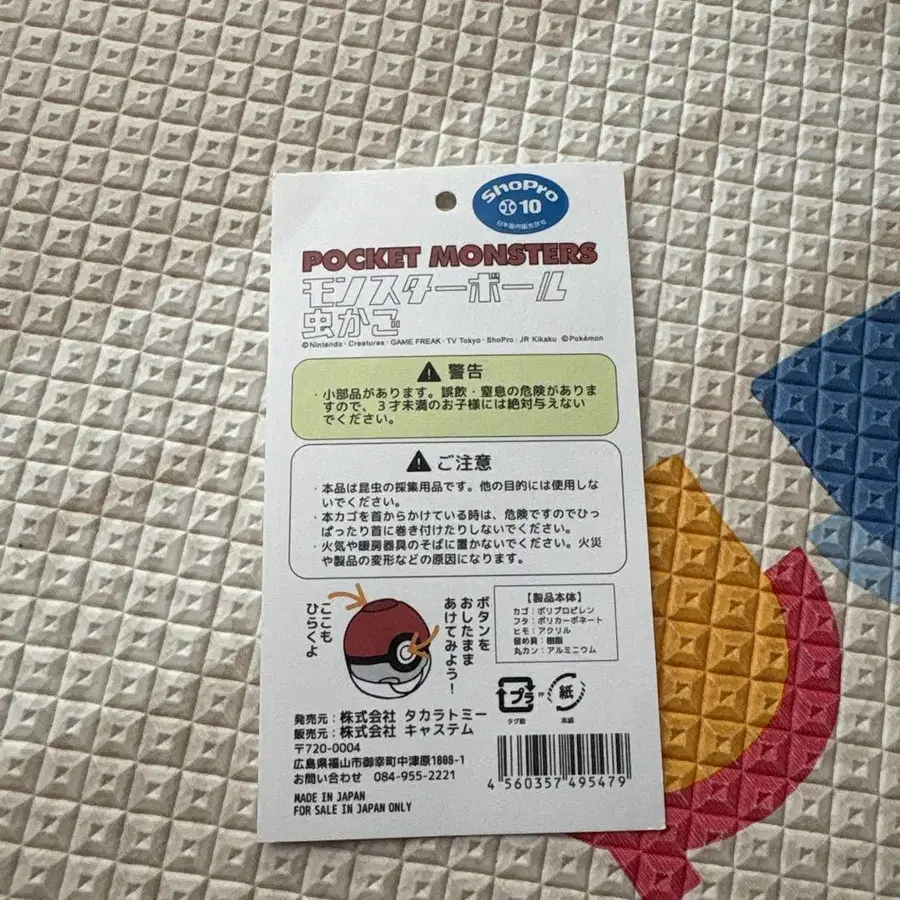 ShoPro
10
日本国内販売許可
POCKET MONSTERS
モンスターボール
虫かご
©Nintendo・Creatures・GAME FREAK・TV Tokyo・ShoPro・JR Kikaku ©Pokémon
警告
・小部品があります。誤飲・窒息の危険がありま
すので、3才未満のお子様には絶対与えない
でください。
ご注意
・本品は昆虫の採集用品です。他の目的には使用しな
いでください。
・本カゴを首からかけている時は、危険ですのでひっ
ぱったり首に巻き付けたりしないでください。
・火気や暖房器具のそばに置かないでください。火災
や製品の変形などの原因になります。
ここも
ひらくよ
ボタンを
おしたまま
あけてみよう!
【製品本体】
カゴ：ポリプロピレン
フタ：ポリカーボネート
ヒモ：アクリル
留め具：樹脂
丸カン：アルミニウム
プラ
PP
タグ箱
紙
本紙
発売元：株式会社 タカラトミー
販売元：株式会社 キャステム
〒720-0004
広島県福山市御幸町中津原1808-1
お問い合わせ 084-955-2221
MADE IN JAPAN
FOR SALE IN JAPAN ONLY
4 560357 495479